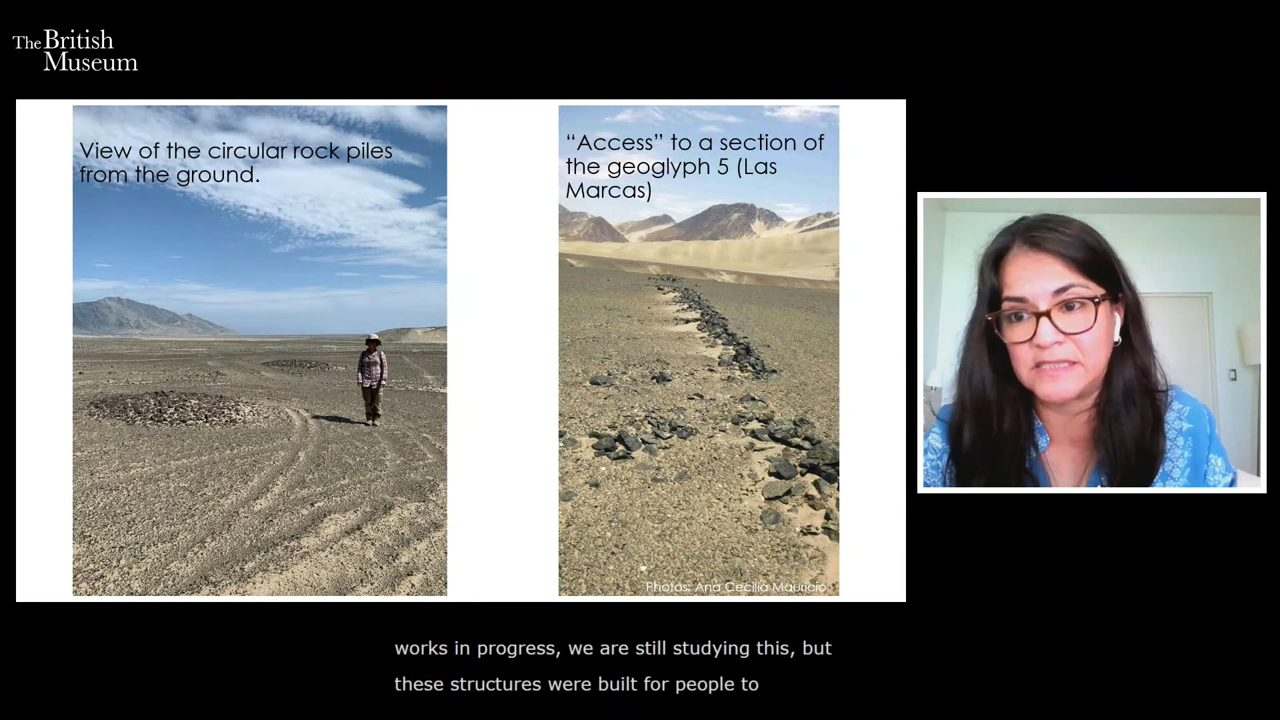 The British
Museum
View of the circular rock piles
from the ground.
“Access” to a section of
the geoglyph 5 (Las
Marcas)
Photos: Ana Cecilia Mauricio
works in progress, we are still studying this, but
these structures were built for people to